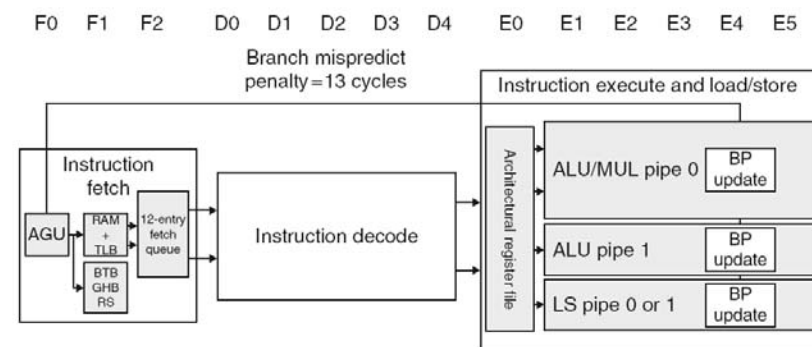 F0 F1 F2 D0 D1 D2 D3 D4 E0 E1 E2 E3 E4 E5
Branch mispredict
penalty=13 cycles
Instruction execute and load/store
Instruction
fetch
AGU
RAM
+
TLB
BTB
GHB
RS
12-entry
fetch
queue
Instruction decode
Architectural register file
ALU/MUL pipe 0
BP
update
ALU pipe 1
BP
update
LS pipe 0 or 1
BP
update